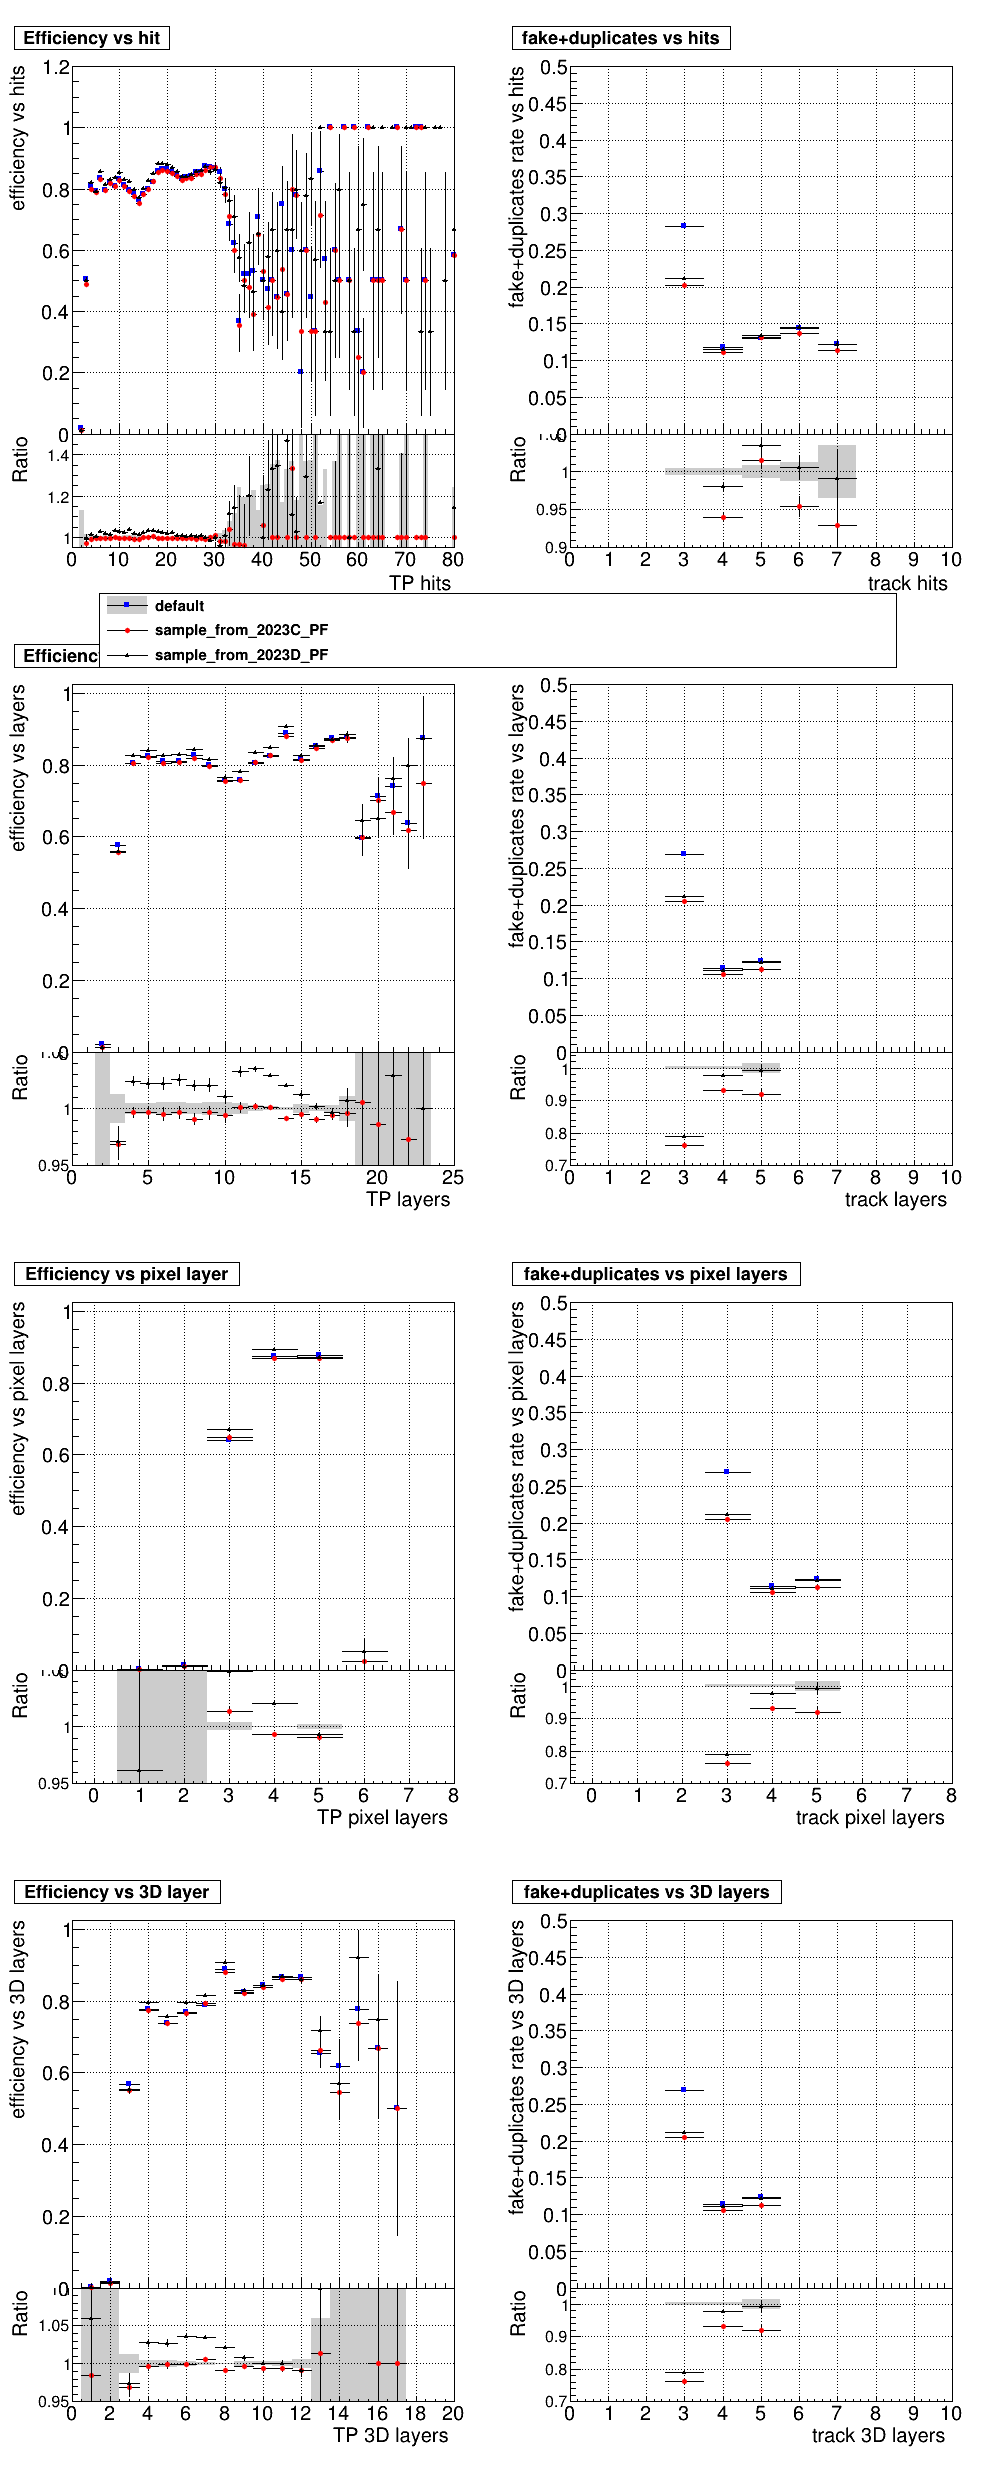 Efficiency vs hit
fake+duplicates vs hits
efficiency vs hits
1.2
1
0.8
0.6
0.4
0.2
0
Ratio
1.4
1.2
1
0 10 20 30 40 50 60 70 80
TP hits
fake+duplicates rate vs hits
0.5
0.45
0.4
0.35
0.3
0.25
0.2
0.15
0.1
0.05
0
Ratio
1
0.95
0.9
0 1 2 3 4 5 6 7 8 9 10
track hits
default
sample_from_2023C_PF
sample_from_2023D_PF
Efficienc
efficiency vs layers
1
0.8
0.6
0.4
0.2
0
Ratio
1
0.95
0 5 10 15 20 25
TP layers
fake+duplicates rate vs layers
0.5
0.45
0.4
0.35
0.3
0.25
0.2
0.15
0.1
0.05
0
Ratio
1
0.9
0.8
0.7
0 1 2 3 4 5 6 7 8 9 10
track layers
Efficiency vs pixel layer
fake+duplicates vs pixel layers
efficiency vs pixel layers
1
0.8
0.6
0.4
0.2
0
Ratio
1
0.95
0 1 2 3 4 5 6 7 8
TP pixel layers
fake+duplicates rate vs pixel layers
0.5
0.45
0.4
0.35
0.3
0.25
0.2
0.15
0.1
0.05
0
Ratio
1
0.9
0.8
0.7
0 1 2 3 4 5 6 7 8
track pixel layers
Efficiency vs 3D layer
fake+duplicates vs 3D layers
efficiency vs 3D layers
1
0.8
0.6
0.4
0.2
0
Ratio
1.05
1
0.95
0 2 4 6 8 10 12 14 16 18 20
TP 3D layers
fake+duplicates rate vs 3D layers
0.5
0.45
0.4
0.35
0.3
0.25
0.2
0.15
0.1
0.05
0
Ratio
1
0.9
0.8
0.7
0 1 2 3 4 5 6 7 8 9 10
track 3D layers